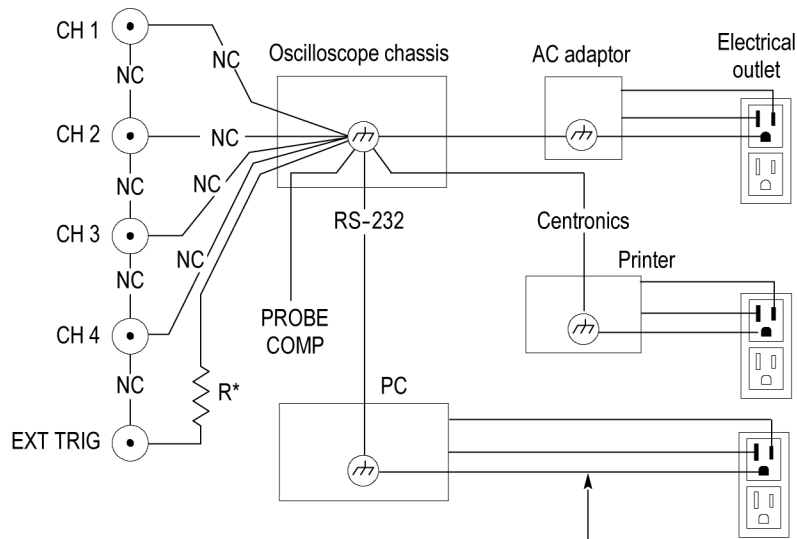 CH 1
NC
Oscilloscope chassis
AC adaptor
Electrical
outlet
NC
CH 2
NC
NC
NC
CH 3
RS-232
Centronics
NC
Printer
NC
CH 4
PROBE
COMP
NC
R*
PC
EXT TRIG